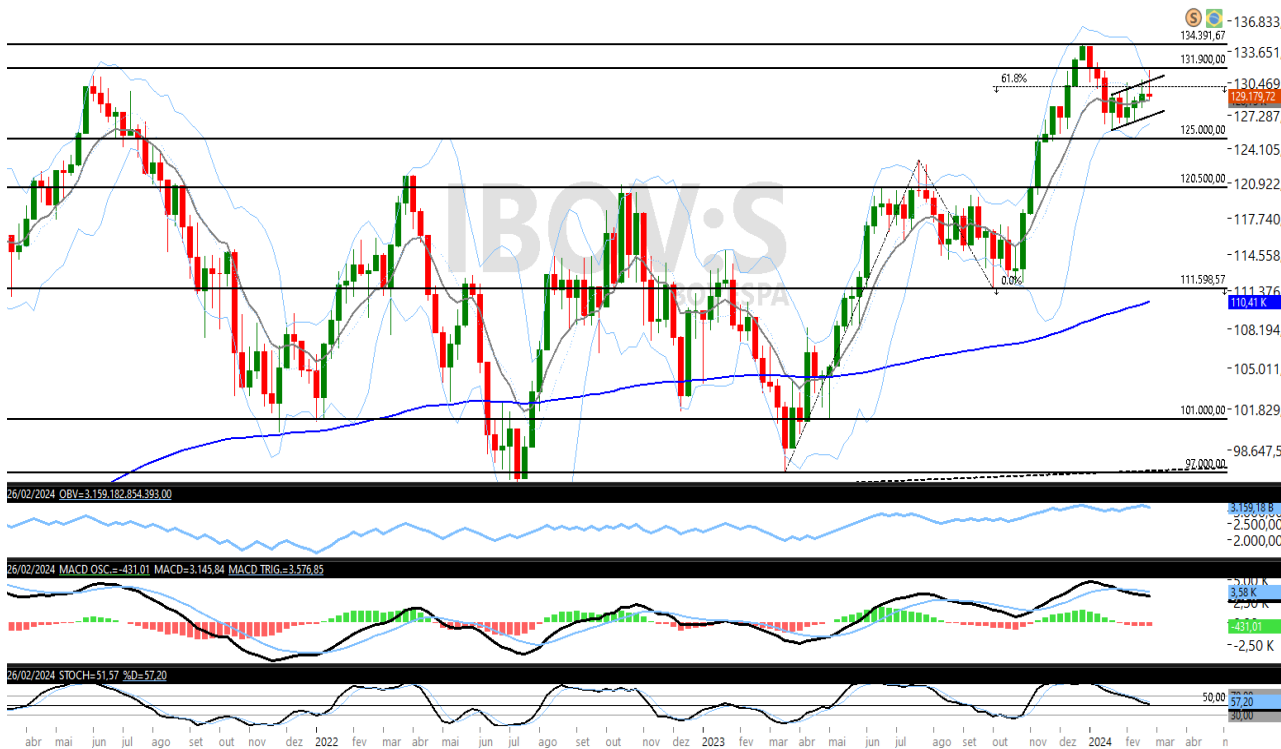 136.833,
134.391,67
133.651
131.900,00
61.8%
130.469
129.179,72
127.287,
125.000,00
124.105,
120.500,00
120.922
IBOV:S
117.740
114.558
BOVESPA
0.0%
111.598,57
111.376
110,41 K
108.194,
105.011,
101.000,00
101.829,
98.647,5
97.000,00
26/02/2024 OBV=3.159.182.854.393,00
3.159,18 B
2.500,00
2.000,00
26/02/2024 MACD OSC.=-431,01 MACD=3.145,84 MACD TRIG.=3.576,85
5,00 K
3,58 K
2,50 K
-431,01
-2,50 K
26/02/2024 STOCH=51,57 %D=57,20
50,00
70,00
57,20
30,00
abr mai jun jul ago set out nov dez 2022 fev mar abr mai jun ago set out nov dez 2023 fev mar abr mai jun jul ago set out nov dez 2024 fev mar abr